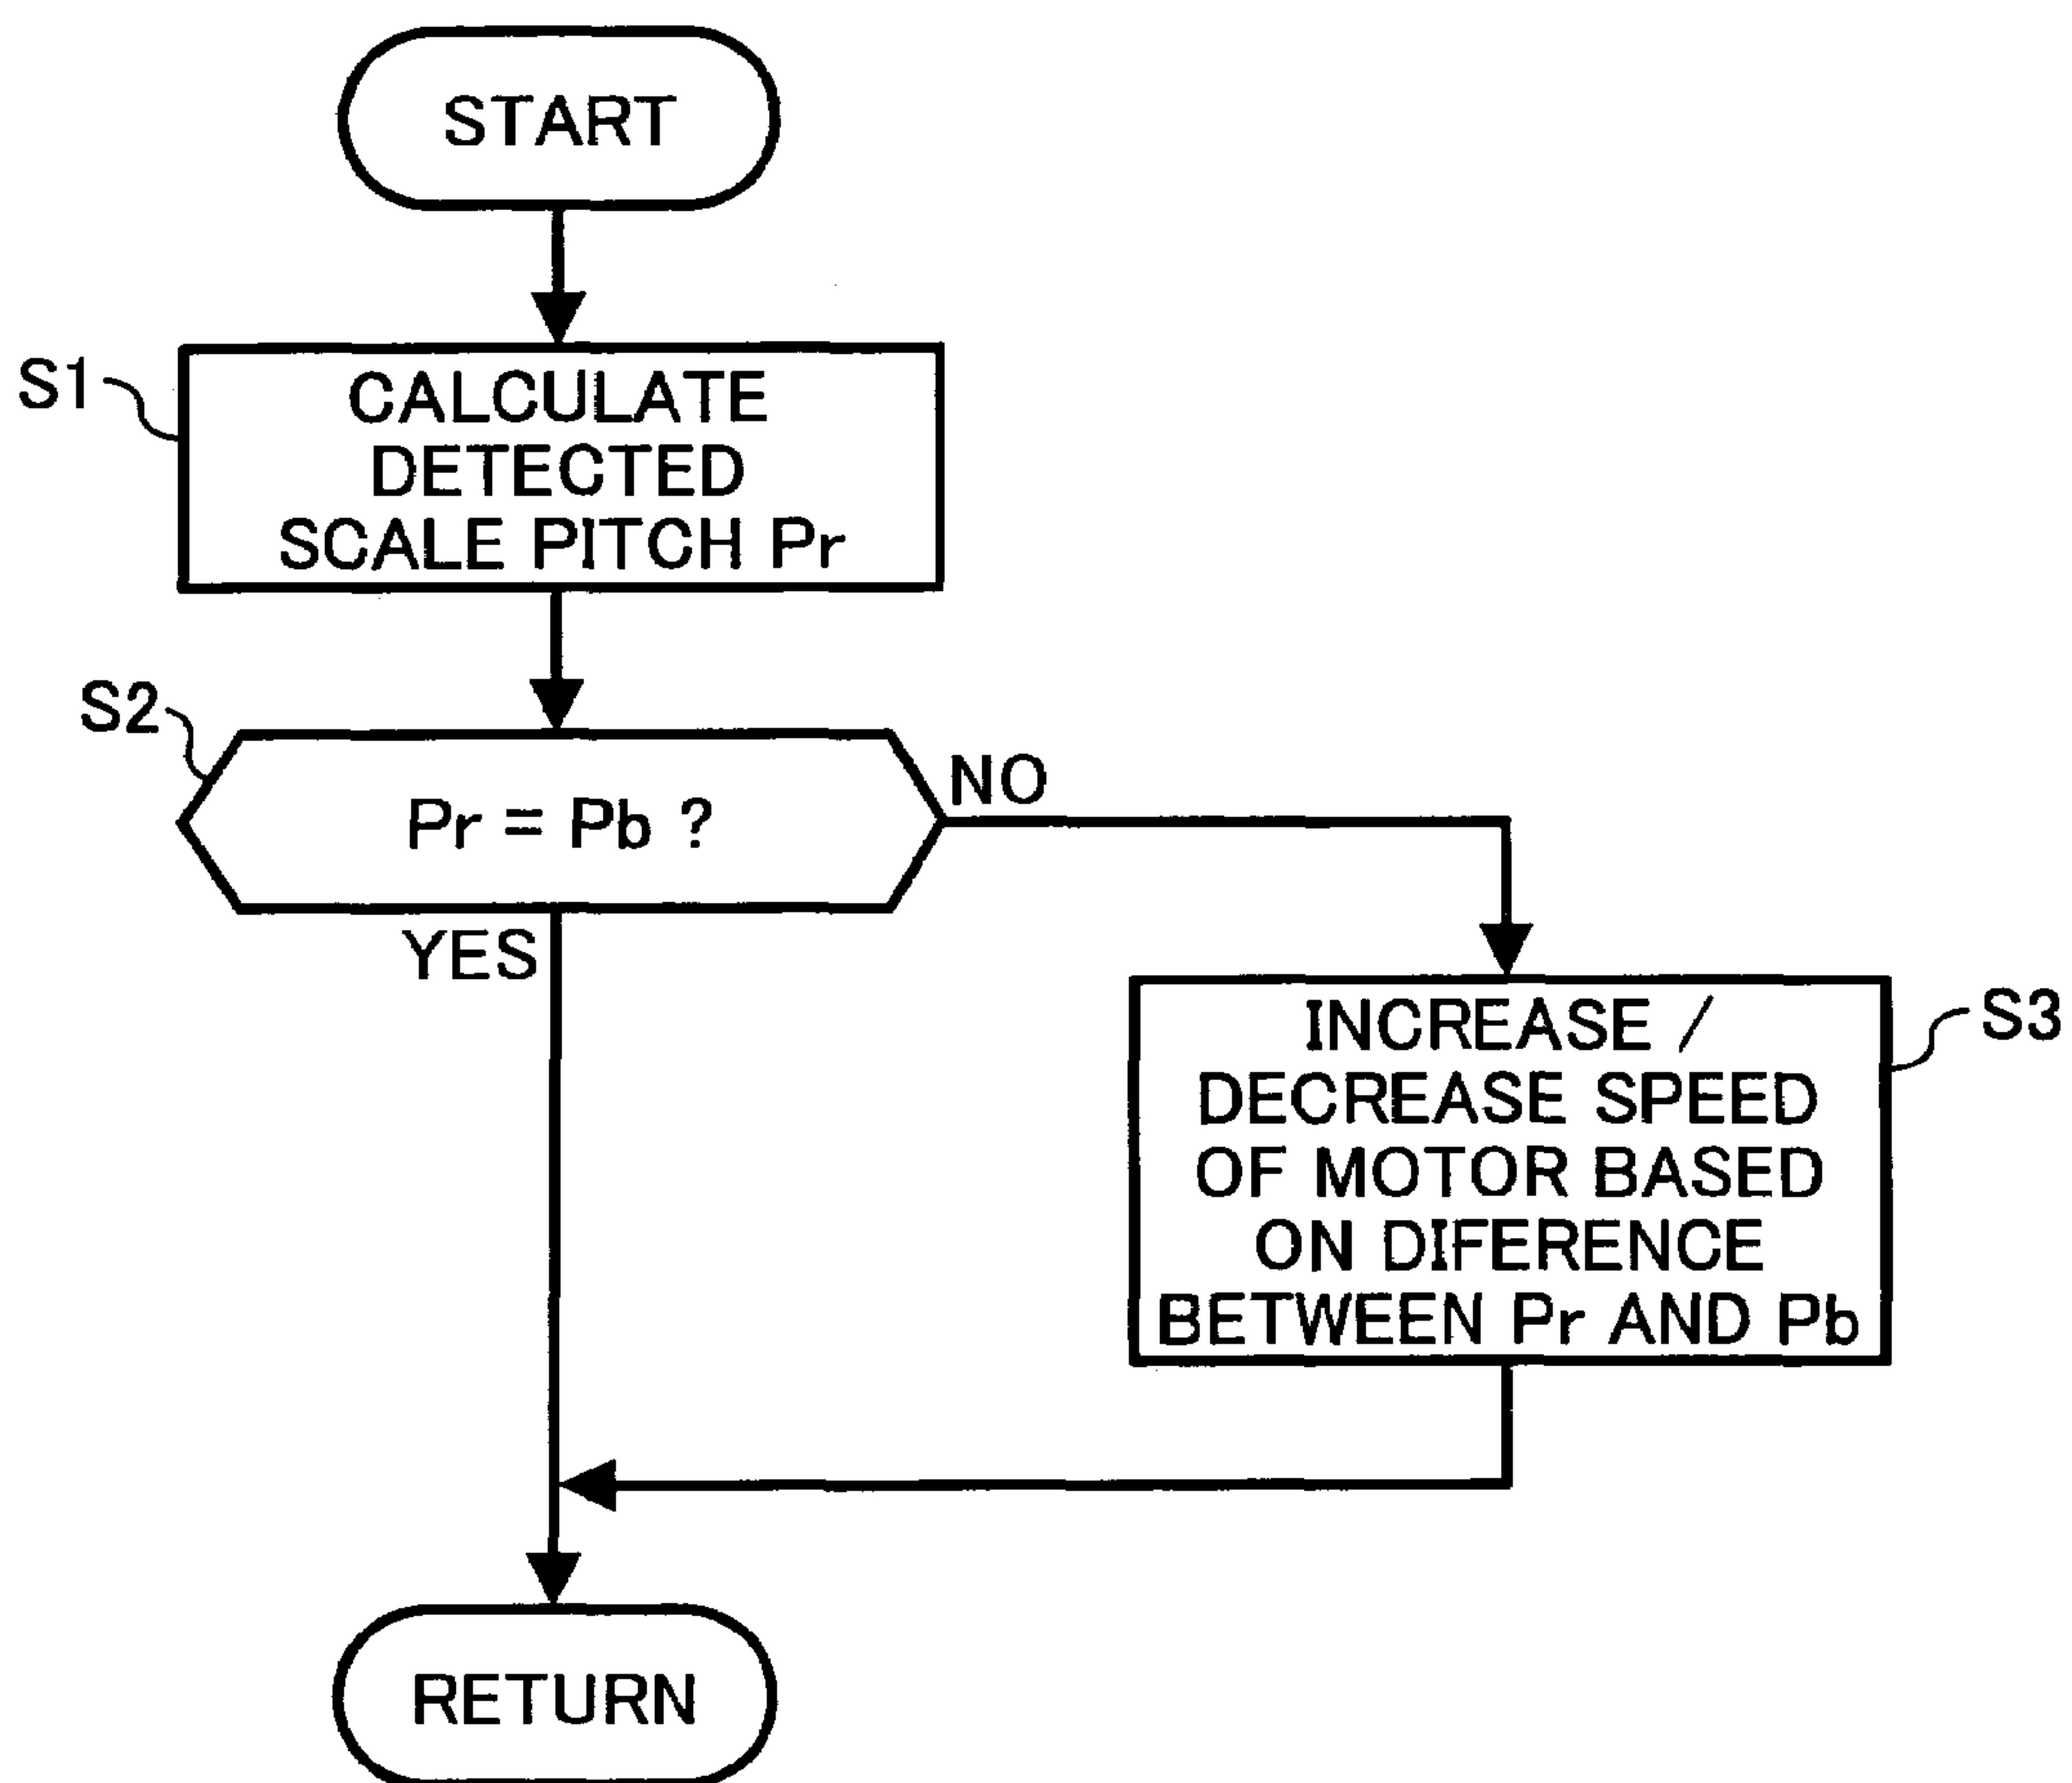 START
S1
CALCULATE
DETECTED
SCALE PITCH Pr
S2
Pr = Pb ?
NO
YES
INCREASE /
DECREASE SPEED
OF MOTOR BASED
ON DIFERENCE
BETWEEN Pr AND Pb
S3
RETURN